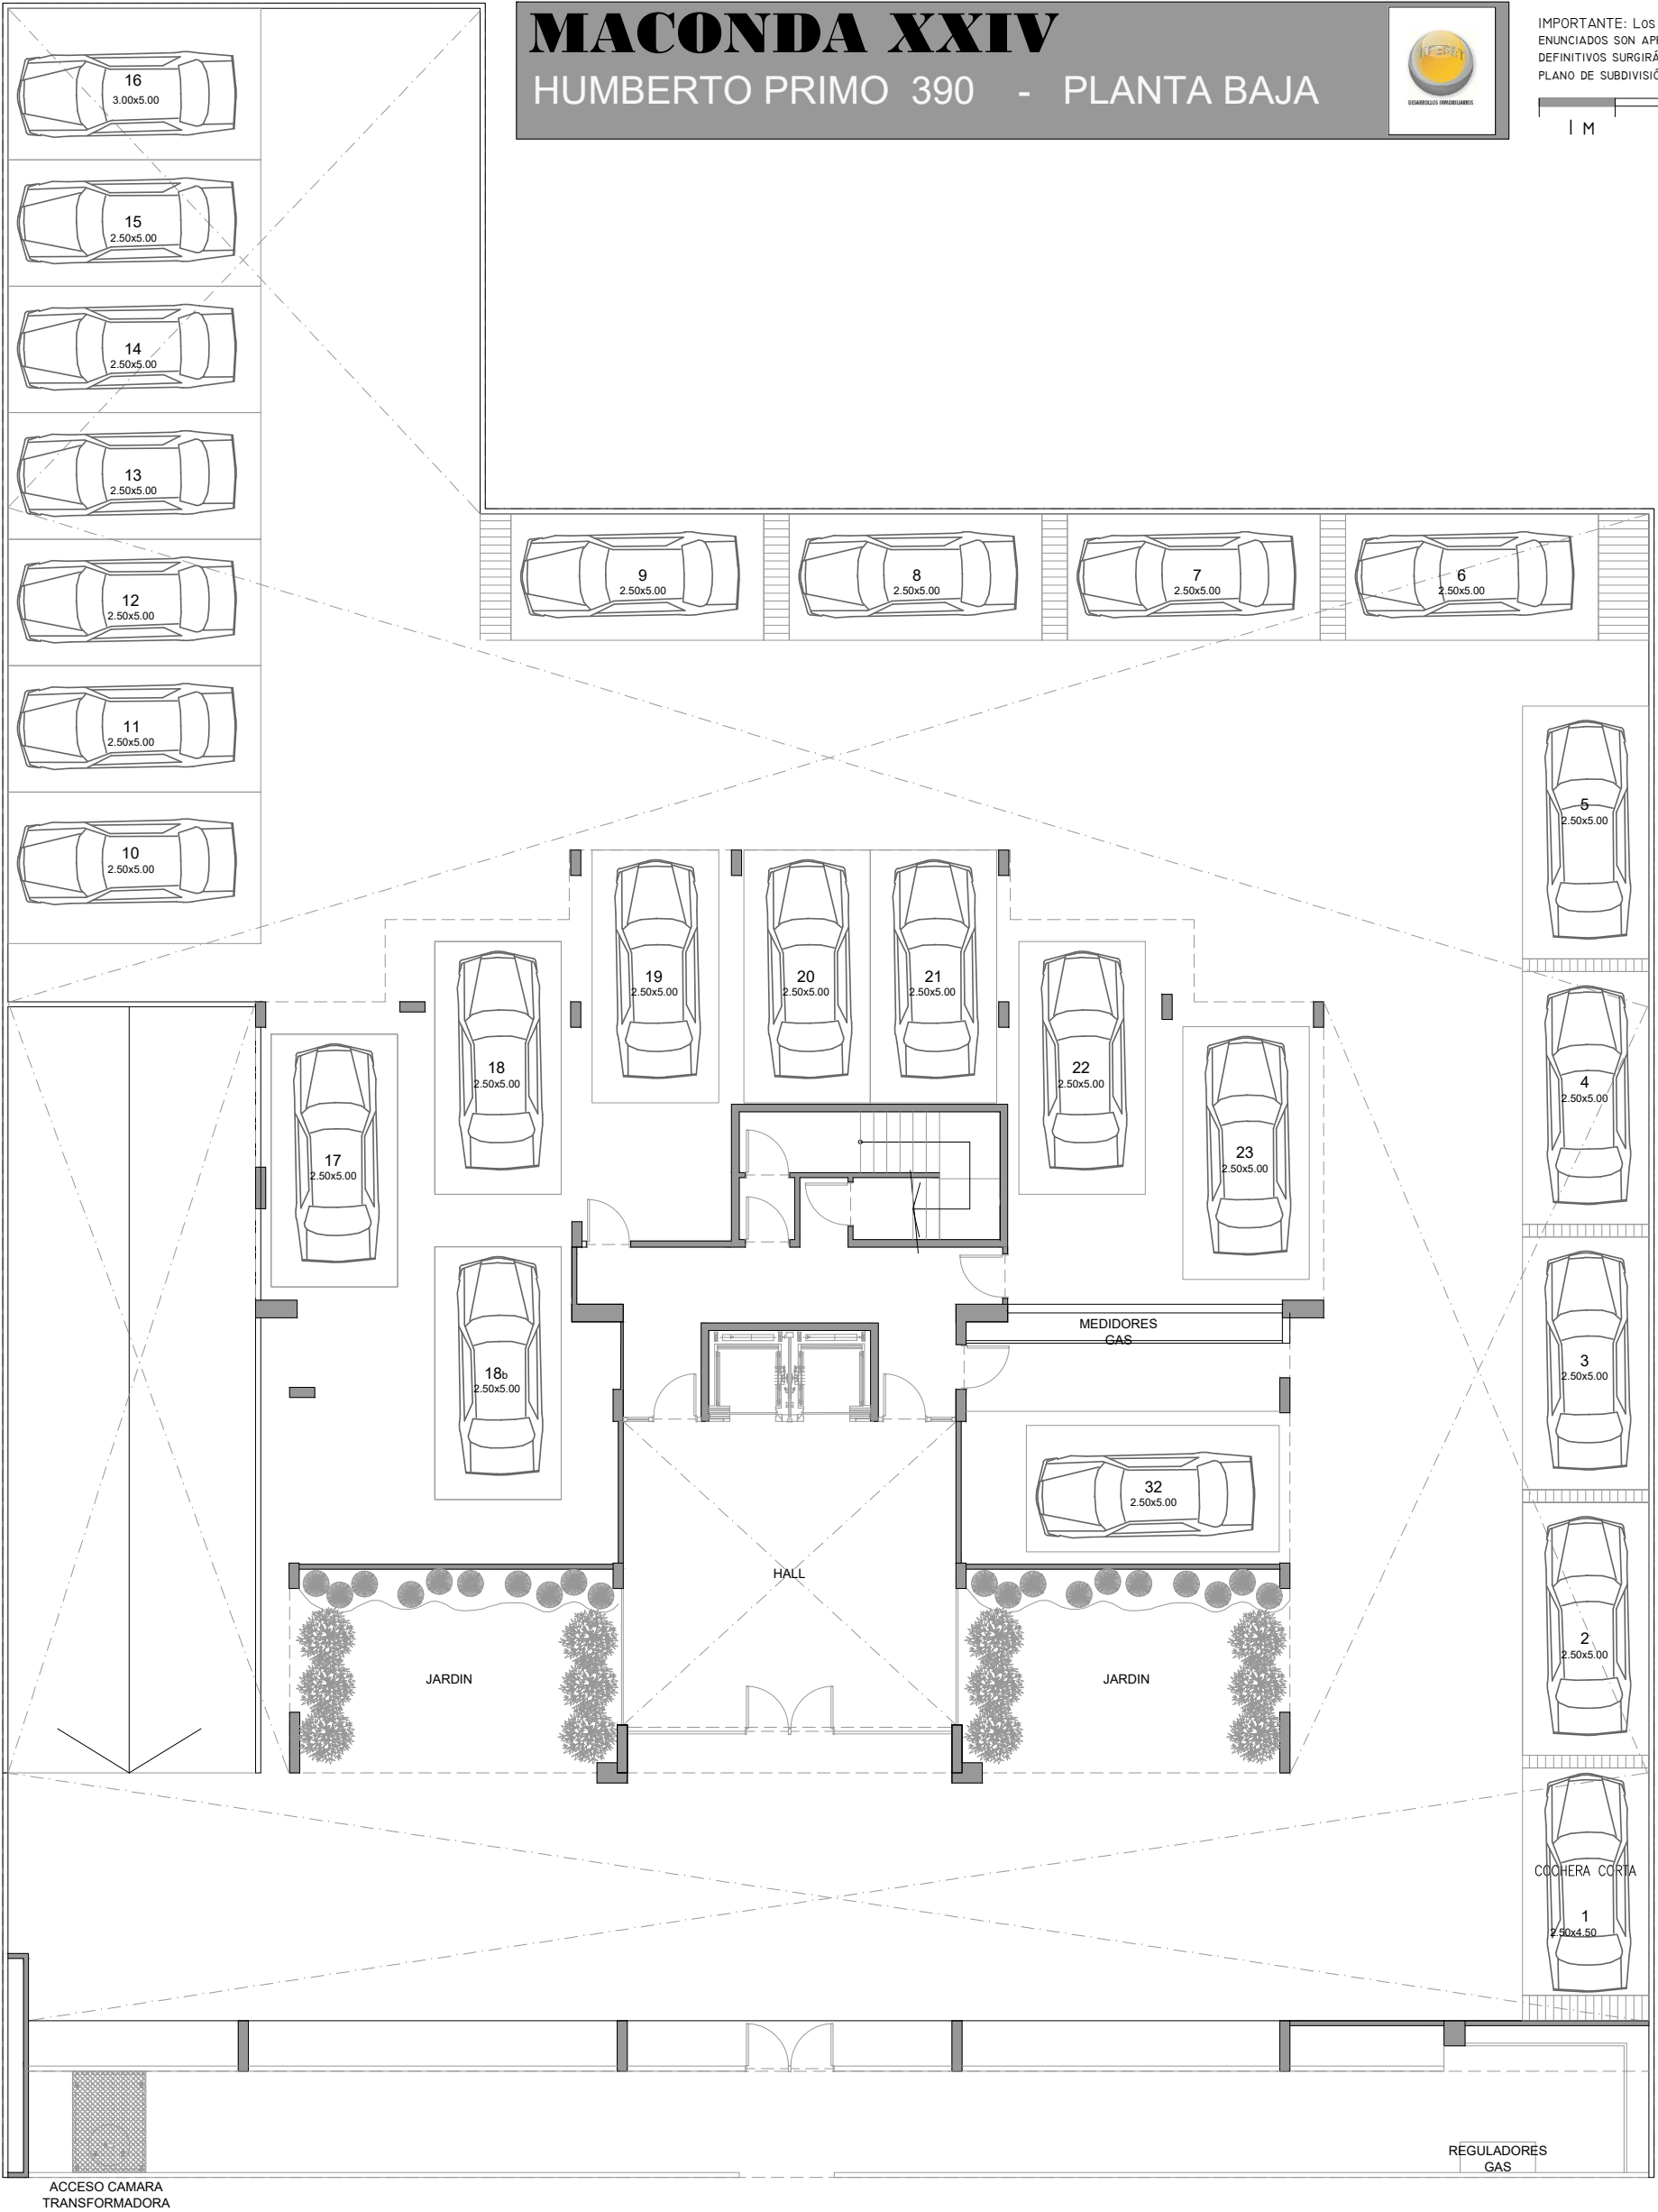 MACONDA XXIV
HUMBERTO PRIMO 390 - PLANTA BAJA
DESARROLLOS INMOBILIARIOS
IMPORTANTE: Los
ENUNCIADOS SON
DEFINITIVOS
PLANO DE
1 M
16
3.00x5.00
15
2.50x5.00
14
2.50x5.00
13
2.50x5.00
12
2.50x5.00
11
2.50x5.00
10
2.50x5.00
9
2.50x5.00
8
2.50x5.00
7
2.50x5.00
6
2.50x5.00
5
2.50x5.00
4
2.50x5.00
3
2.50x5.00
2
2.50x5.00
COCHERA CORTA
1
2.50x4.50
19
2.50x5.00
20
2.50x5.00
21
2.50x5.00
18
2.50x5.00
22
2.50x5.00
17
2.50x5.00
23
2.50x5.00
18b
2.50x5.00
MEDIDORES
GAS
32
2.50x5.00
HALL
JARDIN
JARDIN
REGULADORES
GAS
ACCESO CAMARA
TRANSFORMADORA